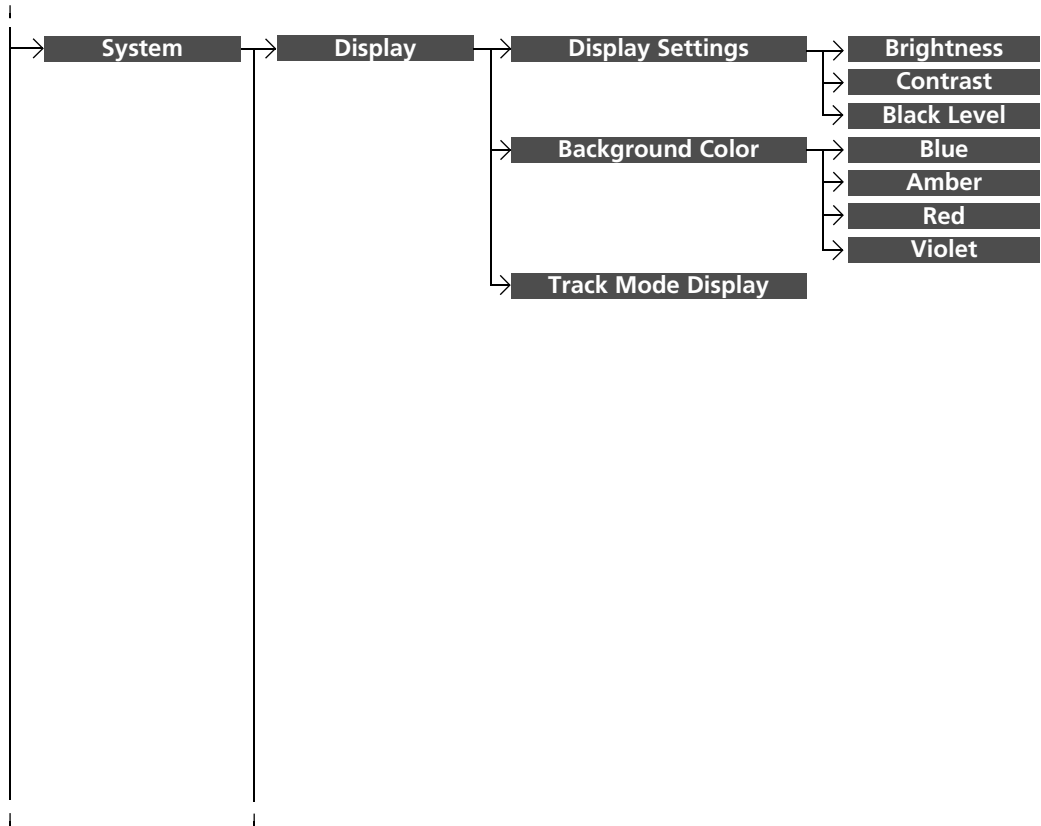 System
Display
Display Settings
Brightness
Contrast
Black Level
Background Color
Blue
Amber
Red
Violet
Track Mode Display